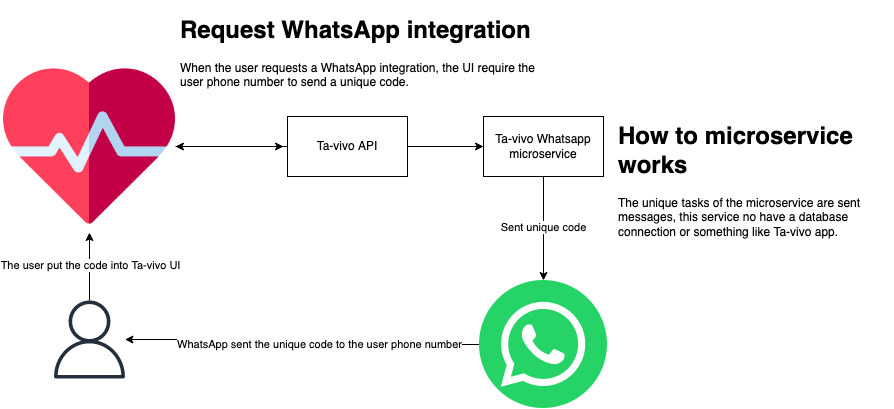 Request WhatsApp integration
When the user requests a WhatsApp integration, the UI require the
user phone number to send a unique code.
Ta-vivo API
Ta-vivo Whatsapp
microservice
How to microservice
works
The unique tasks of the microservice are sent
messages, this service no have a database
connection or something like Ta-vivo app.
Sent unique code
The user put the code into Ta-vivo UI
WhatsApp sent the unique code to the user phone number